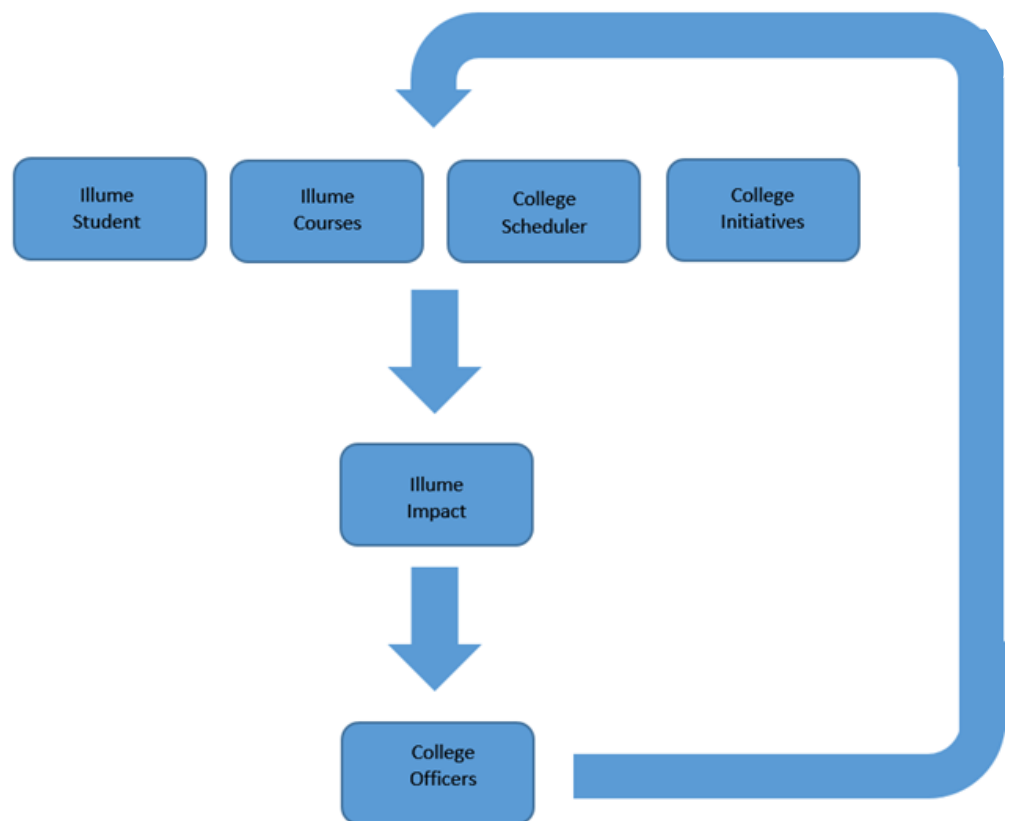 Illume
Student
Illume
Courses
College
Scheduler
College
Initiatives
Illume
Impact
College
Officers